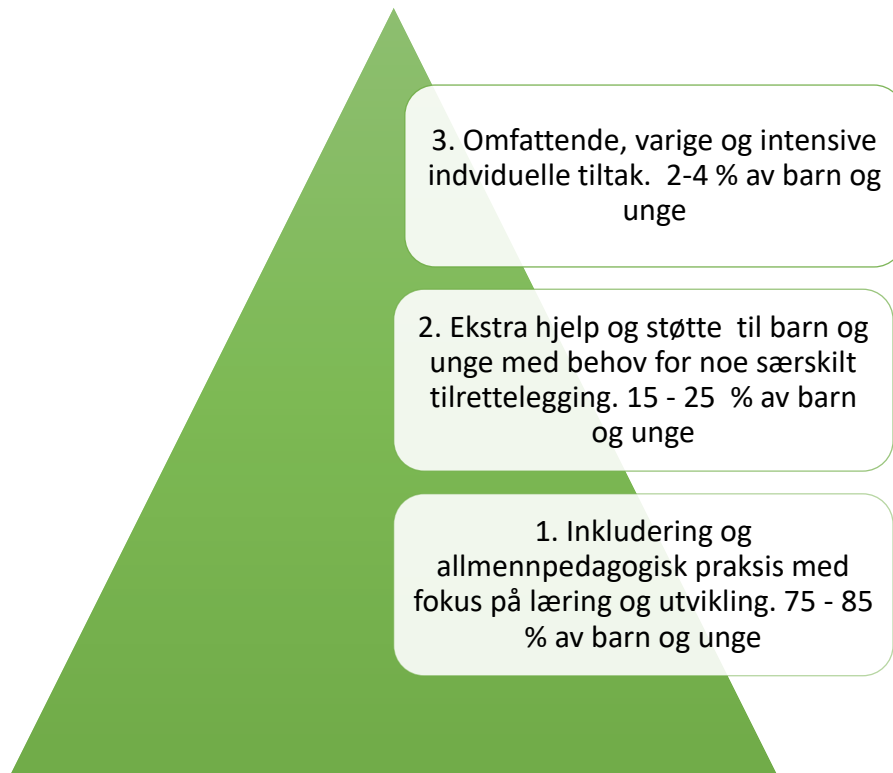 3. Omfattende, varige og intensive
indviduelle tiltak.  2-4 % av barn og
unge
2. Ekstra hjelp og støtte  til barn og
unge med behov for noe særskilt
tilrettelegging. 15 - 25  % av barn
og unge
1. Inkludering og
allmennpedagogisk praksis med
fokus på læring og utvikling. 75 - 85
% av barn og unge